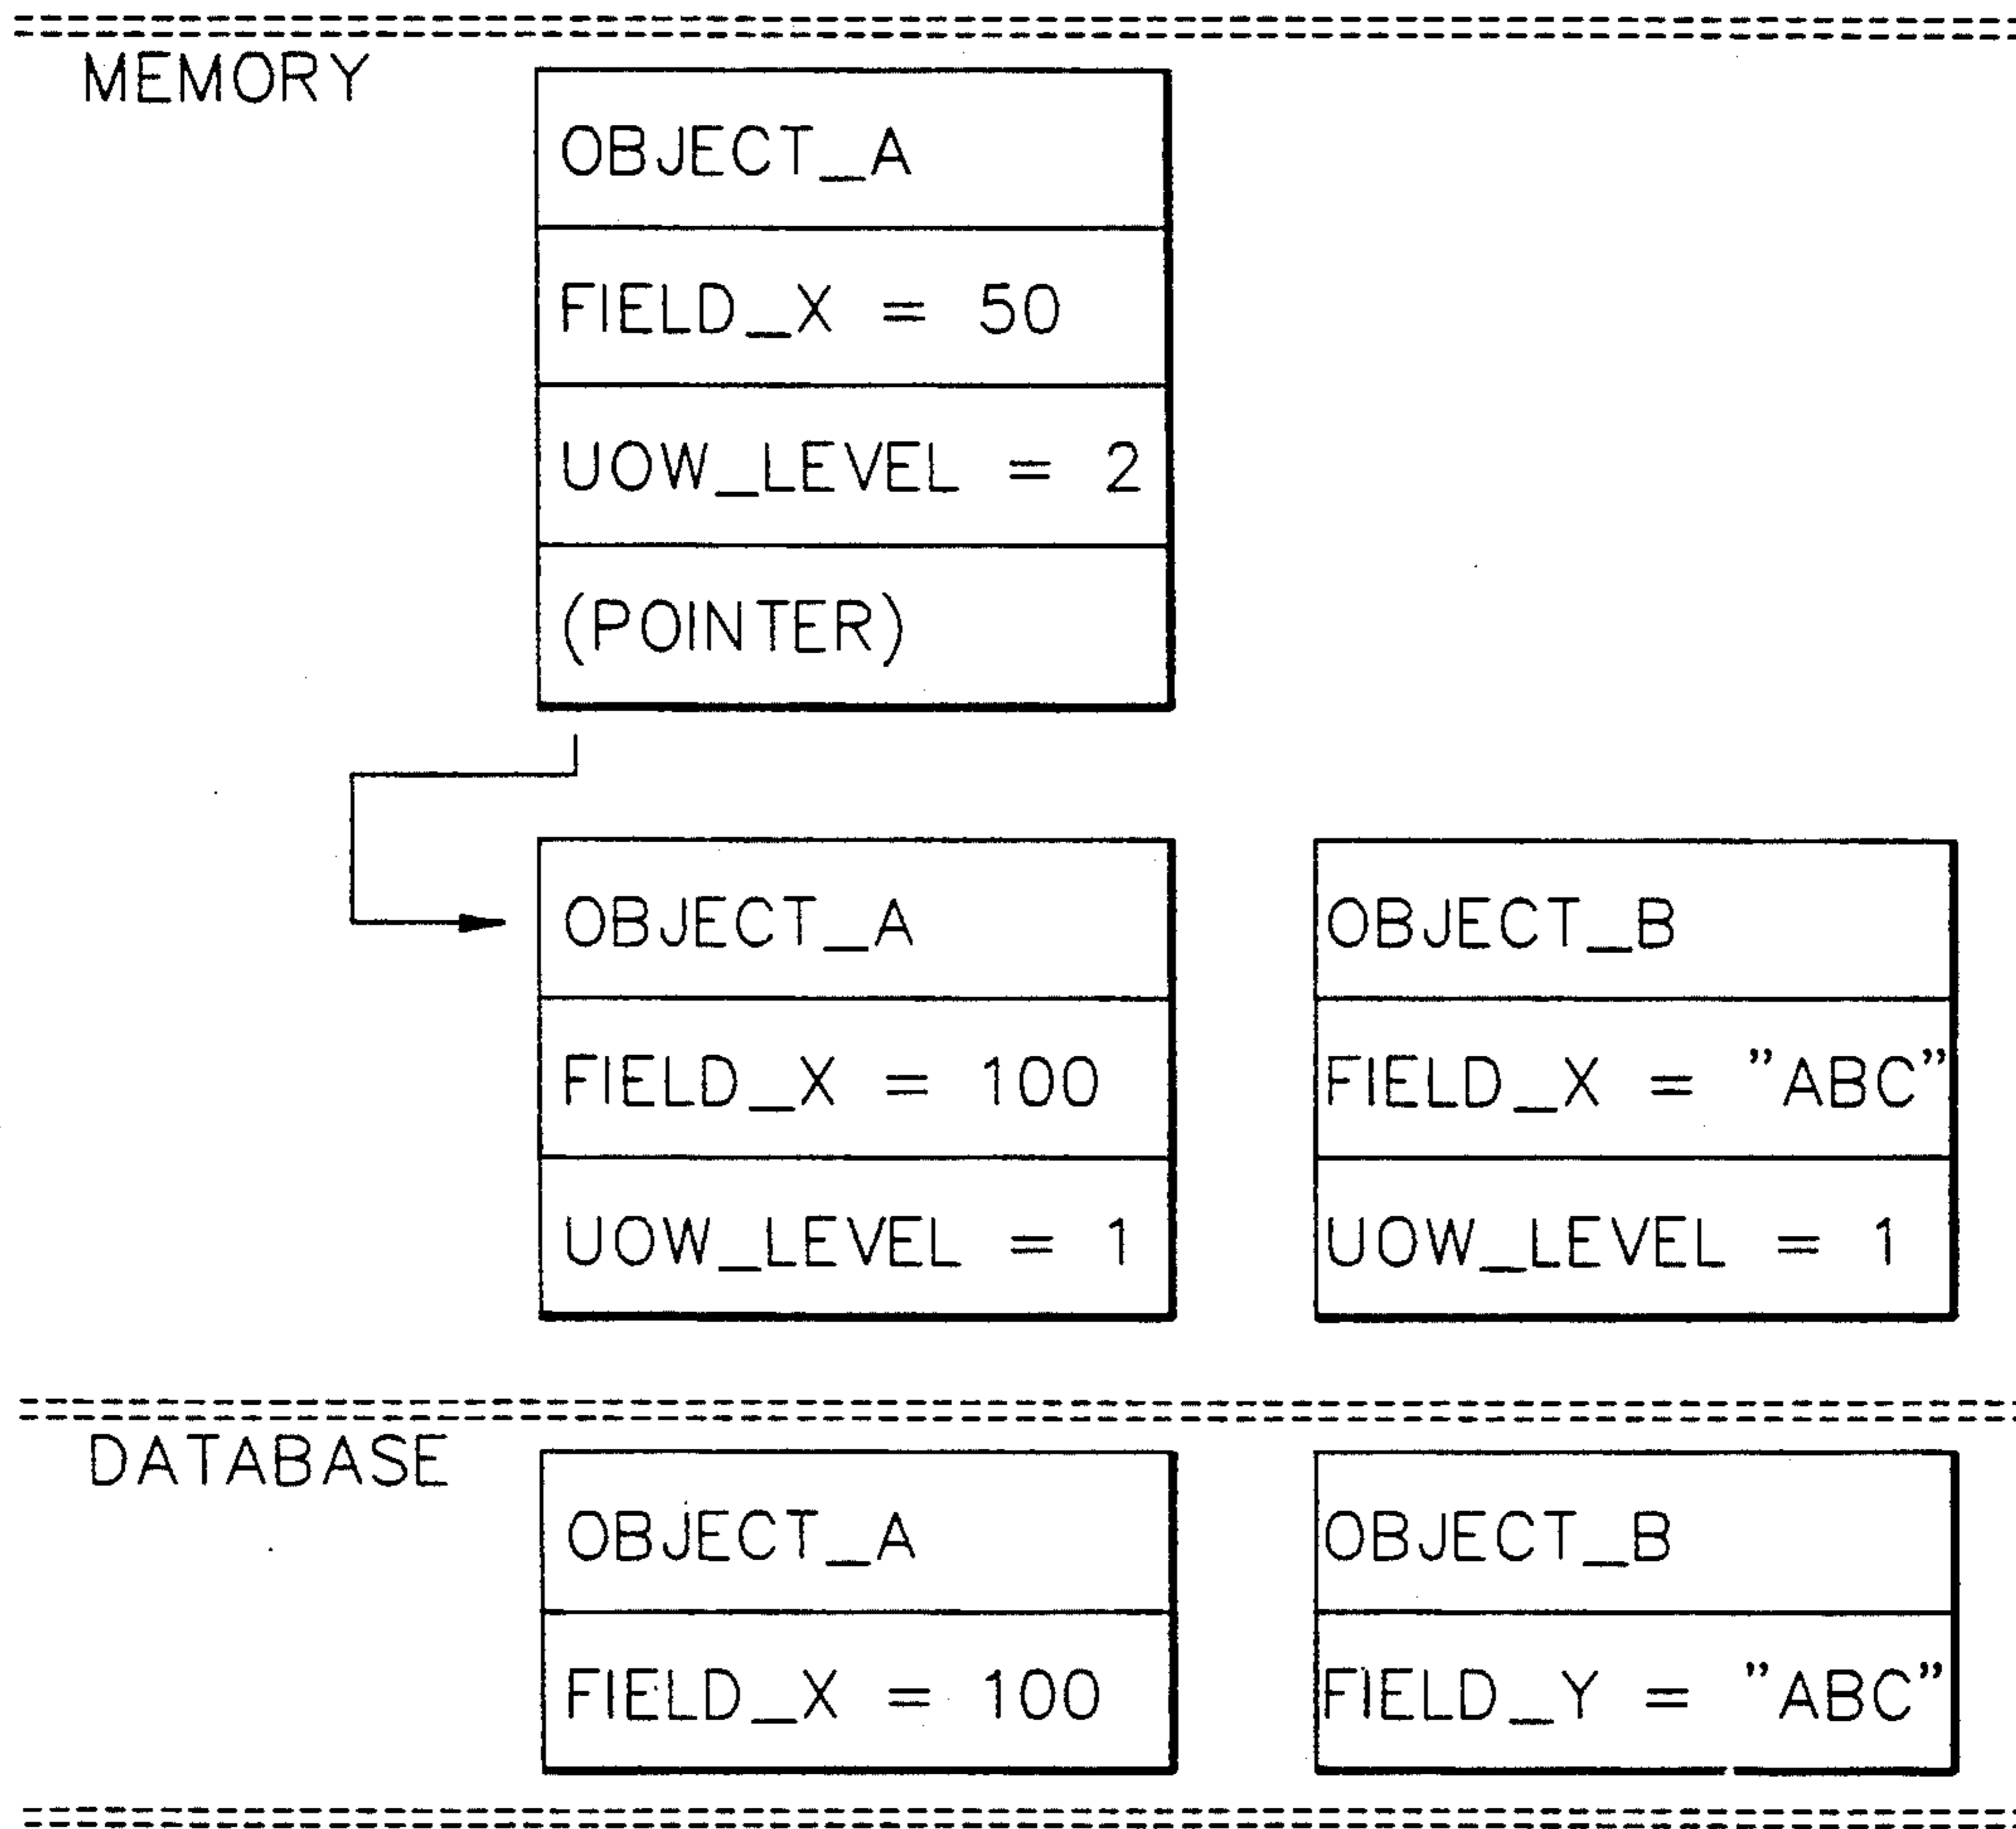 MEMORY
OBJECT_A
FIELD_X = 50
UOW_LEVEL = 2
(POINTER)
OBJECT_A
FIELD_X = 100
UOW_LEVEL = 1
OBJECT_B
FIELD_X = ”ABC”
UOW_LEVEL = 1
DATABASE
OBJECT_A
FIELD_X = 100
OBJECT_B
FIELD_Y = ”ABC”